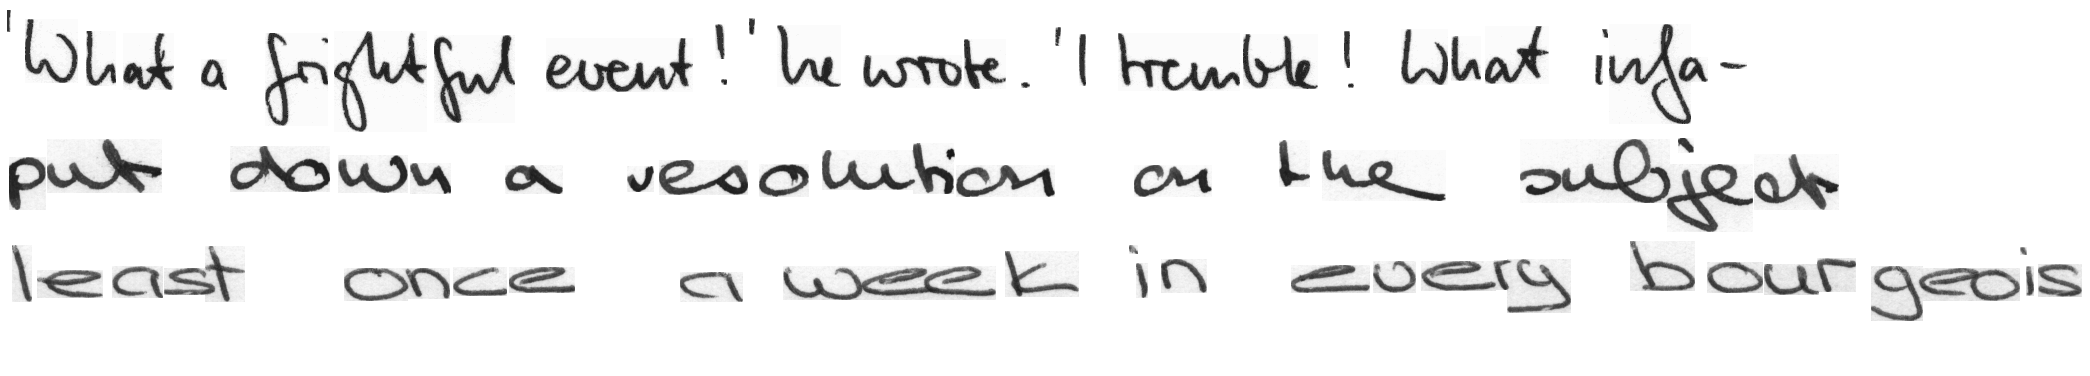 'What a frightful event!' he wrote. 'I tremble! What infa-
put down a resolution on the subject
least once a week in every bourgeois